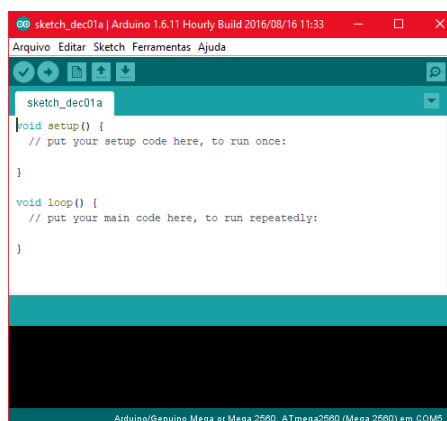 sketch_dec01a | Arduino 1.6.11 Hourly Build 2016/08/16 11:33
Arquivo Editar Sketch Ferramentas Ajuda
sketch_dec01a
void setup() {
// put your setup code here, to run once:
}
void loop() {
// put your main code here, to run repeatedly:
}
Arduino/Genuino Mega or Mega 2560, ATmega2560 (Mega 2560) em COM5